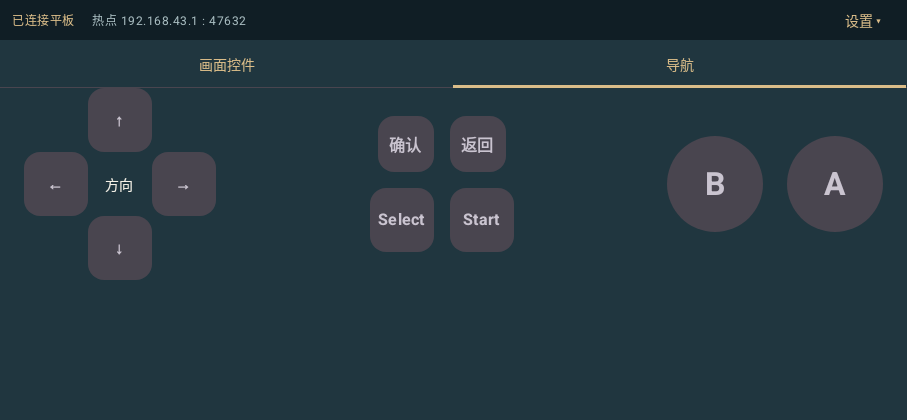 已连接平板 热点 192.168.43.1 : 47632 设置 ▾
画面控件 导航
↑
← 方向 →
↓
确认 返回
Select Start
B A